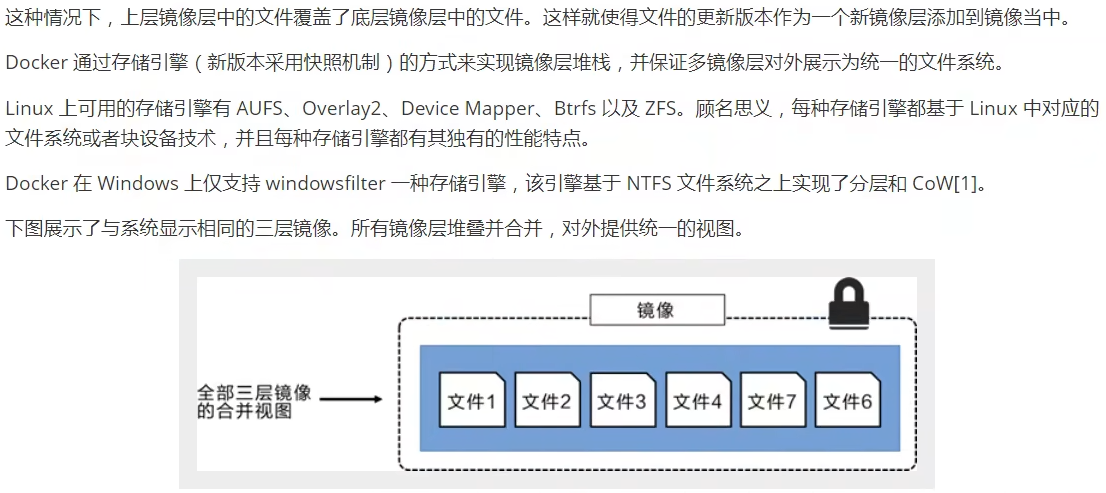 这种情况下，上层镜像层中的文件覆盖了底层镜像层中的文件。这样就使得文件的更新版本作为一个新镜像层添加到镜像当中。
Docker 通过存储引擎（新版本采用快照机制）的方式来实现镜像层堆栈，并保证多镜像层对外展示为统一的文件系统。
Linux 上可用的存储引擎有 AUFS、Overlay2、Device Mapper、Btrfs 以及 ZFS。顾名思义，每种存储引擎都基于 Linux 中对应的
文件系统或者块设备技术，并且每种存储引擎都有其独有的性能特点。
Docker 在 Windows 上仅支持 windowsfilter 一种存储引擎，该引擎基于 NTFS 文件系统之上实现了分层和 CoW[1]。
下图展示了与系统显示相同的三层镜像。所有镜像层堆叠并合并，对外提供统一的视图。
镜像
全部三层镜像
的合并视图
文件1 文件2 文件3 文件4 文件7 文件6